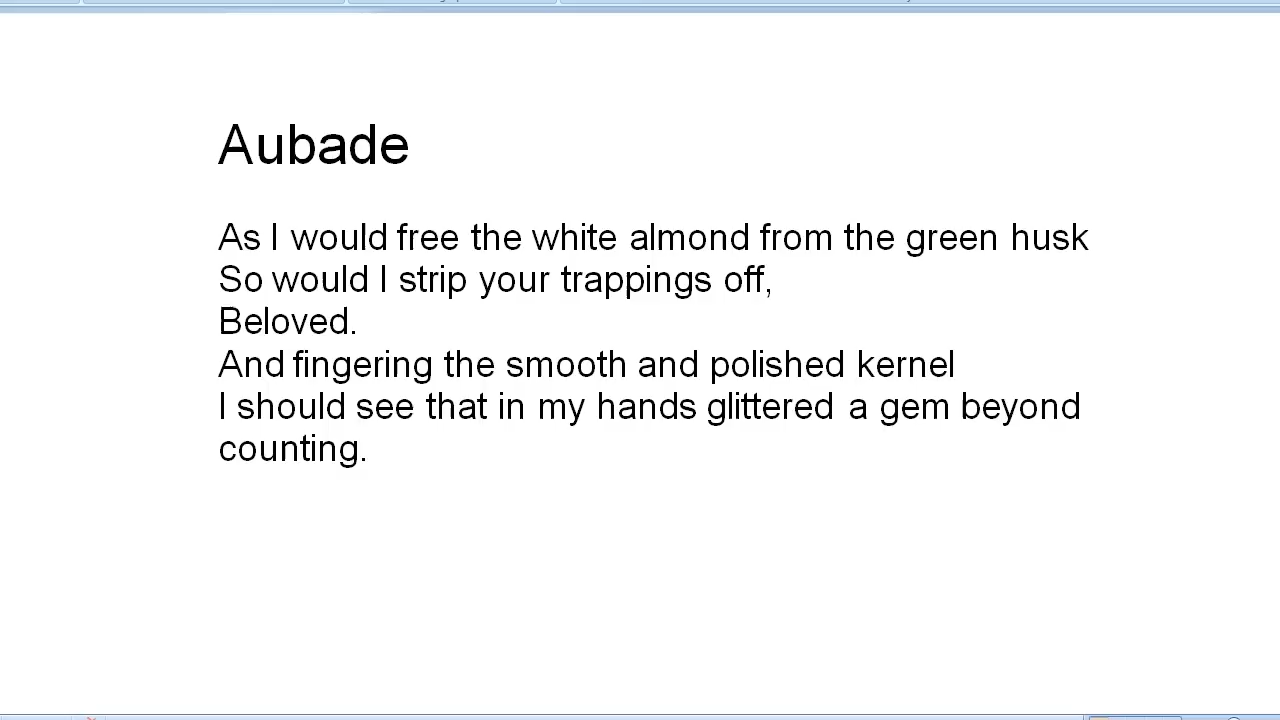 Aubade
As I would free the white almond from the green husk
So would I strip your trappings off,
Beloved.
And fingering the smooth and polished kernel
I should see that in my hands glittered a gem beyond
counting.